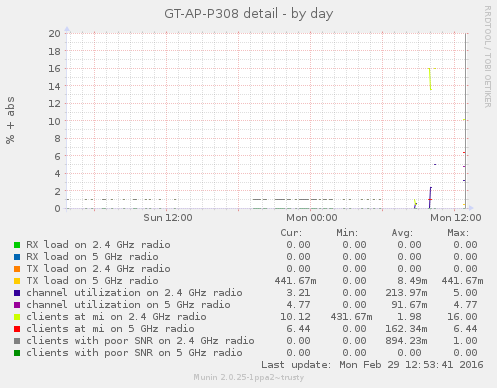 GT-AP-P308 detail - by day
RRDTOOL / TOBI OETIKER
% + abs
20
18
16
14
12
10
8
6
4
2
0
Sun 12:00 Mon 00:00 Mon 12:00
Cur: Min: Avg: Max:
RX load on 2.4 GHz radio 0.00 0.00 0.00 0.00
RX load on 5 GHz radio 0.00 0.00 0.00 0.00
TX load on 2.4 GHz radio 0.00 0.00 0.00 0.00
TX load on 5 GHz radio 441.67m 0.00 8.49m 441.67m
channel utilization on 2.4 GHz radio 3.21 0.00 213.97m 5.00
channel utilization on 5 GHz radio 4.77 0.00 91.67m 4.77
clients at mi on 2.4 GHz radio 10.12 431.67m 1.98 16.00
clients at mi on 5 GHz radio 6.44 0.00 162.34m 6.44
clients with poor SNR on 2.4 GHz radio 0.00 0.00 894.23m 1.00
clients with poor SNR on 5 GHz radio 0.00 0.00 0.00 0.00
Last update: Mon Feb 29 12:53:41 2016
Munin 2.0.25-1ppa2~trusty